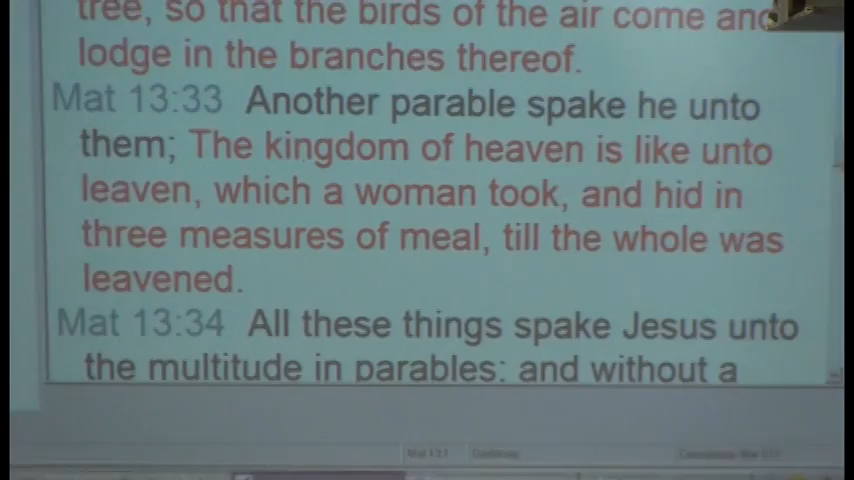 tree, so that the birds of the air come and
lodge in the branches thereof.
Mat 13:33 Another parable spake he unto
them; The kingdom of heaven is like unto
leaven, which a woman took, and hid in
three measures of meal, till the whole was
leavened.
Mat 13:34 All these things spake Jesus unto
the multitude in parables; and without a